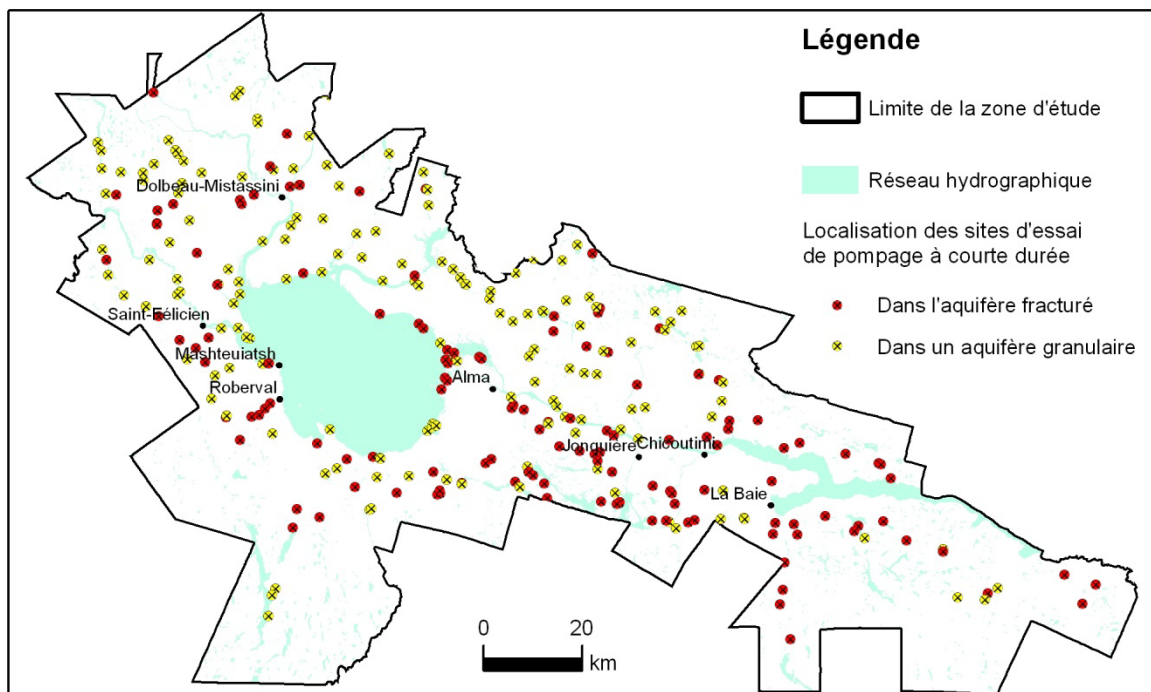 Légende
Limite de la zone d'étude
Réseau hydrographique
Localisation des sites d'essai
de pompage à courte durée
Dans l'aquifère fracturé
Dans un aquifère granulaire
Dolbeau-Mistassini
Saint-Félicien
Mashteuiatsh
Roberval
Alma
Jonquière
Chicoutimi
La Baie
0 20
km